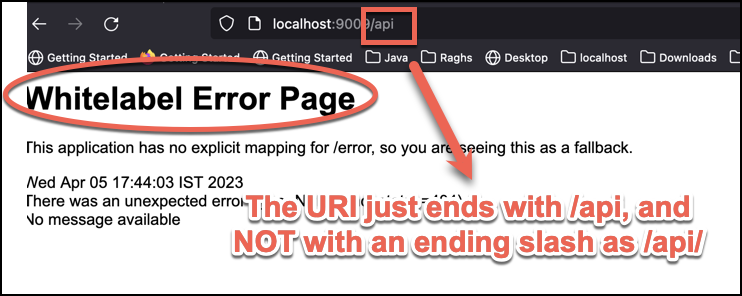 localhost:9009/api
Getting Started Getting Started Getting Started Java Raghs Desktop localhost Downloads
Whitelabel Error Page
This application has no explicit mapping for /error, so you are seeing this as a fallback.
Wed Apr 05 17:44:03 IST 2023
There was an unexpected error
No message available
The URI just ends with /api, and
NOT with an ending slash as /api/